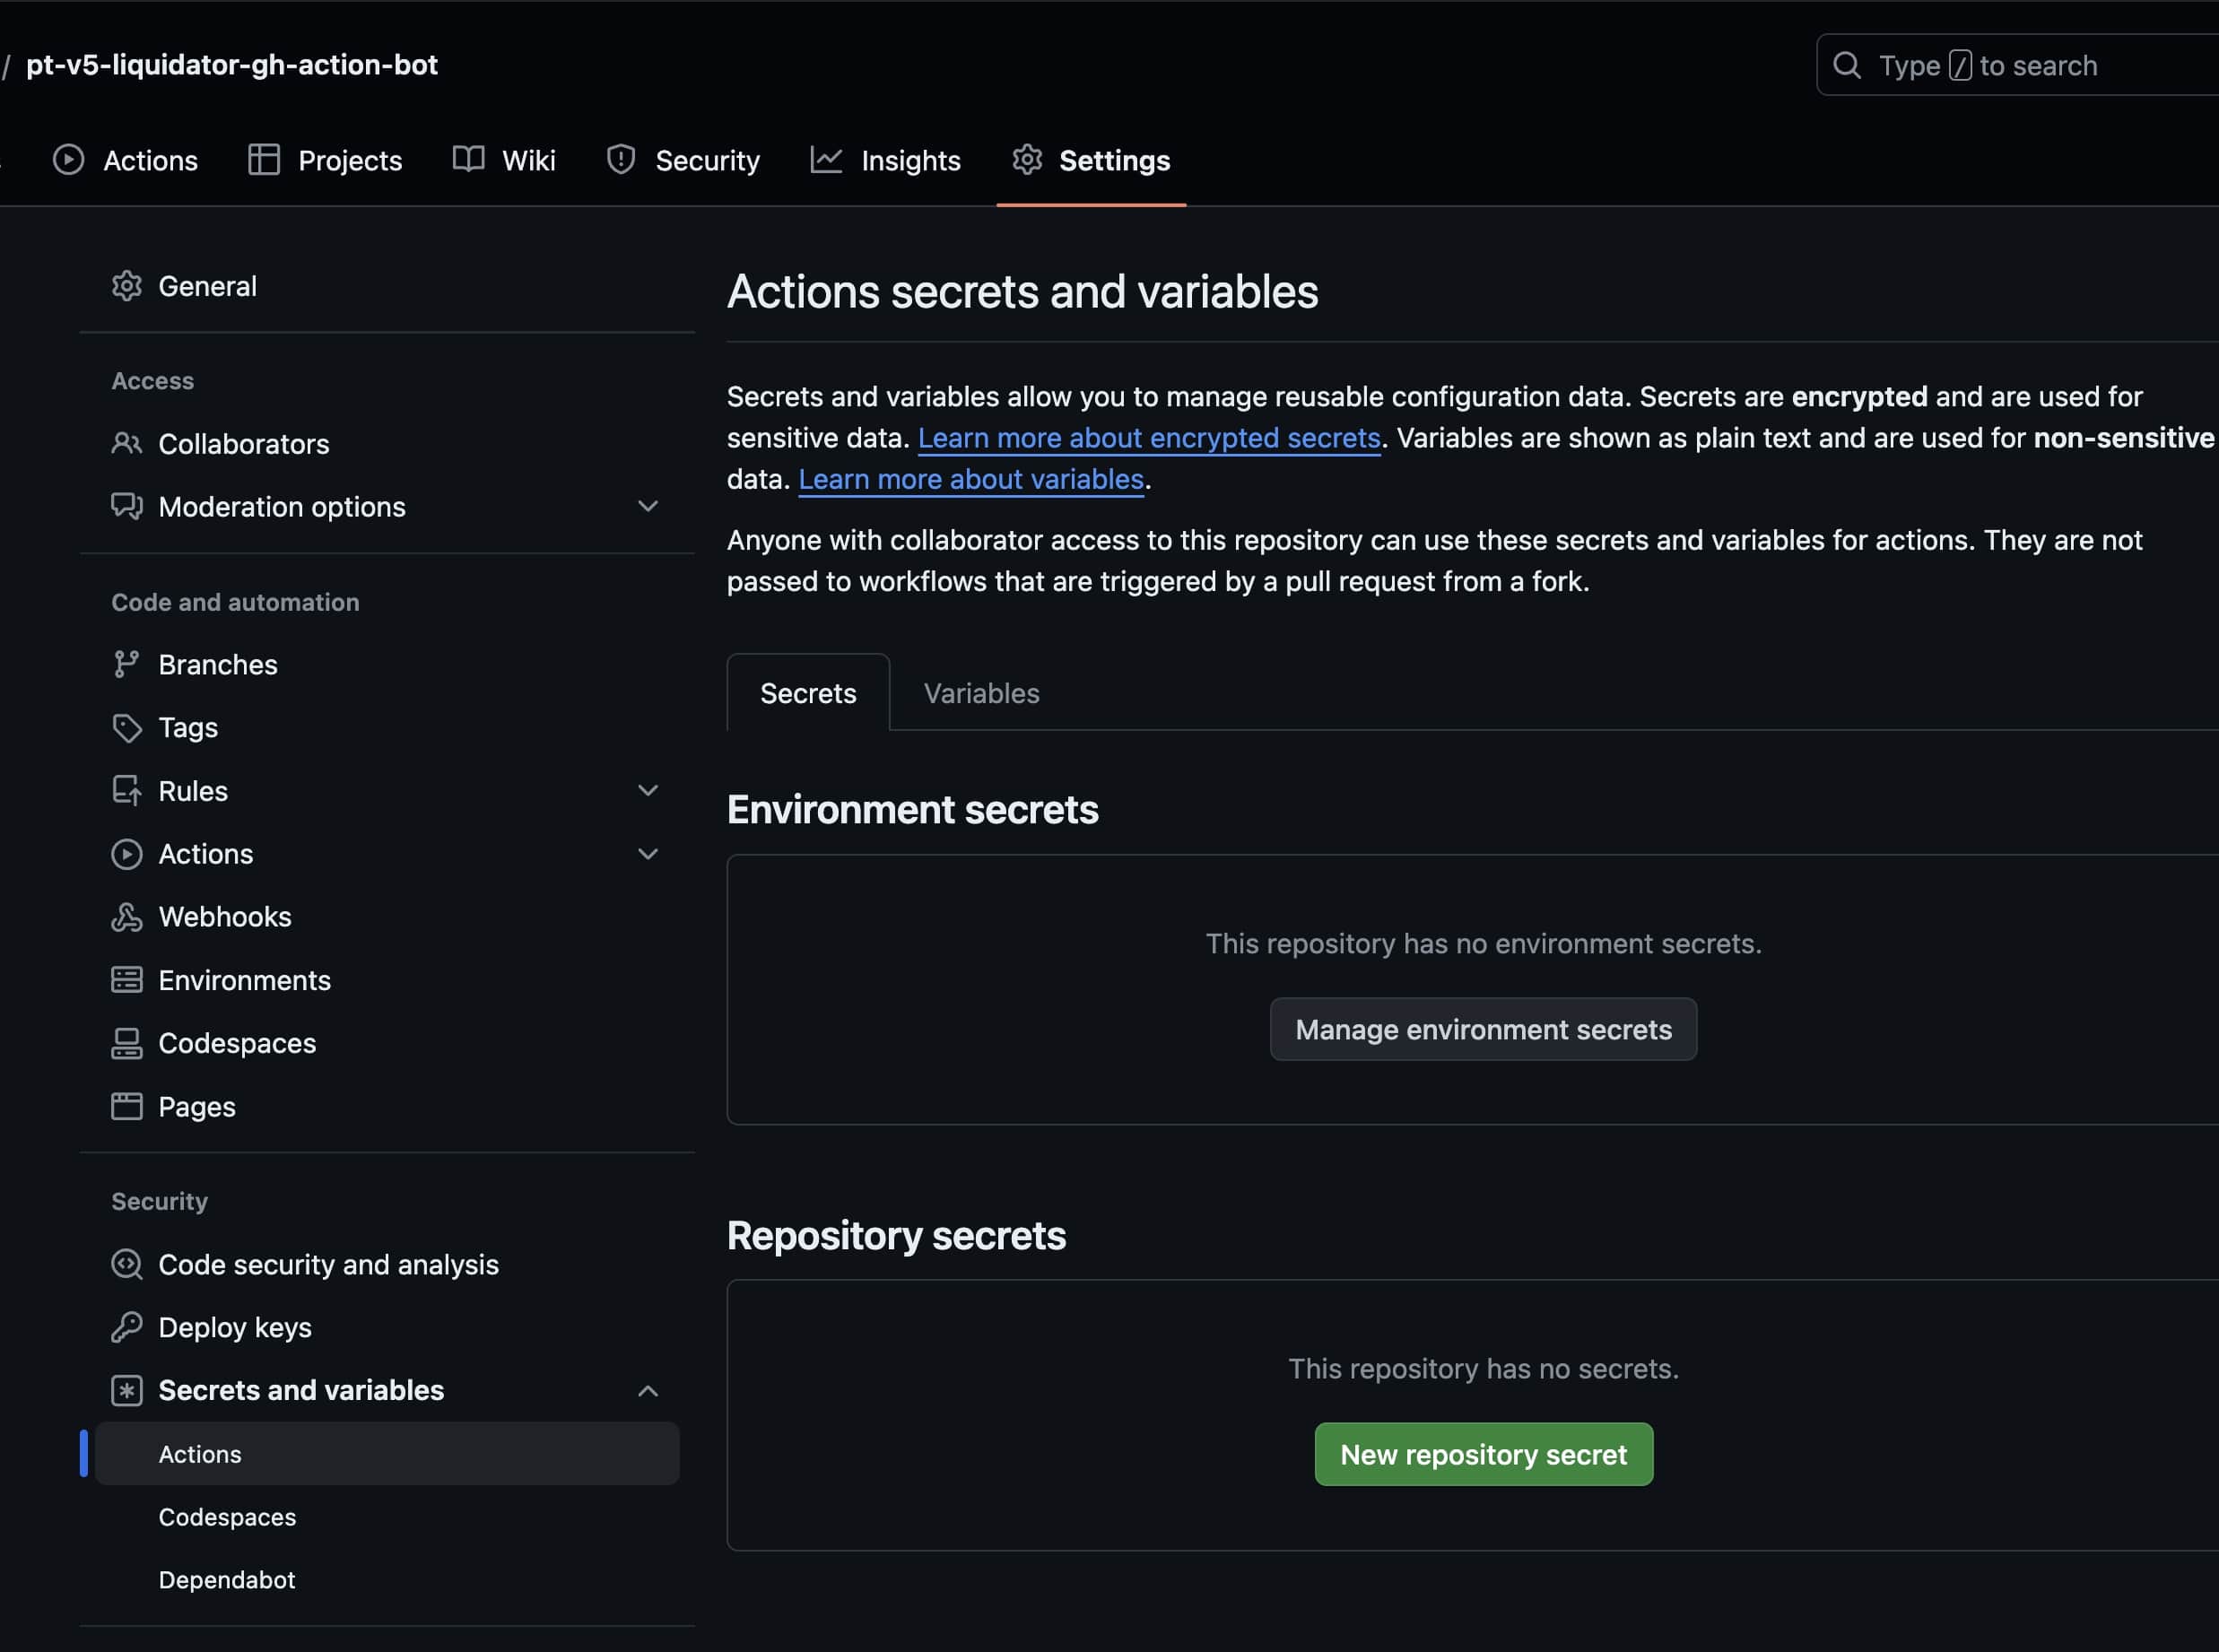 / pt-v5-liquidator-gh-action-bot
Type / to search
Actions
Projects
Wiki
Security
Insights
Settings
General
Access
Collaborators
Moderation options
Code and automation
Branches
Tags
Rules
Actions
Webhooks
Environments
Codespaces
Pages
Security
Code security and analysis
Deploy keys
Secrets and variables
Actions
Codespaces
Dependabot
Actions secrets and variables
Secrets and variables allow you to manage reusable configuration data. Secrets are encrypted and are used for
sensitive data. Learn more about encrypted secrets. Variables are shown as plain text and are used for non-sensitive
data. Learn more about variables.
Anyone with collaborator access to this repository can use these secrets and variables for actions. They are not
passed to workflows that are triggered by a pull request from a fork.
Secrets
Variables
Environment secrets
This repository has no environment secrets.
Manage environment secrets
Repository secrets
This repository has no secrets.
New repository secret